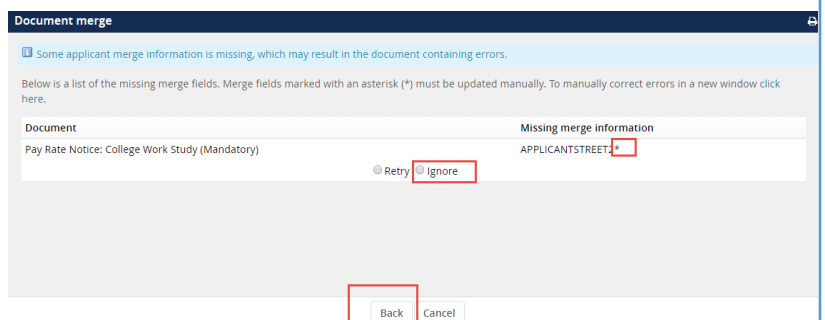 Document merge
Some applicant merge information is missing, which may result in the document containing errors.
Below is a list of the missing merge fields. Merge fields marked with an asterisk (*) must be updated manually. To manually correct errors in a new window click
here.
Document Missing merge information
Pay Rate Notice: College Work Study (Mandatory) APPLICANTSTREET2*
Retry Ignore
Back Cancel